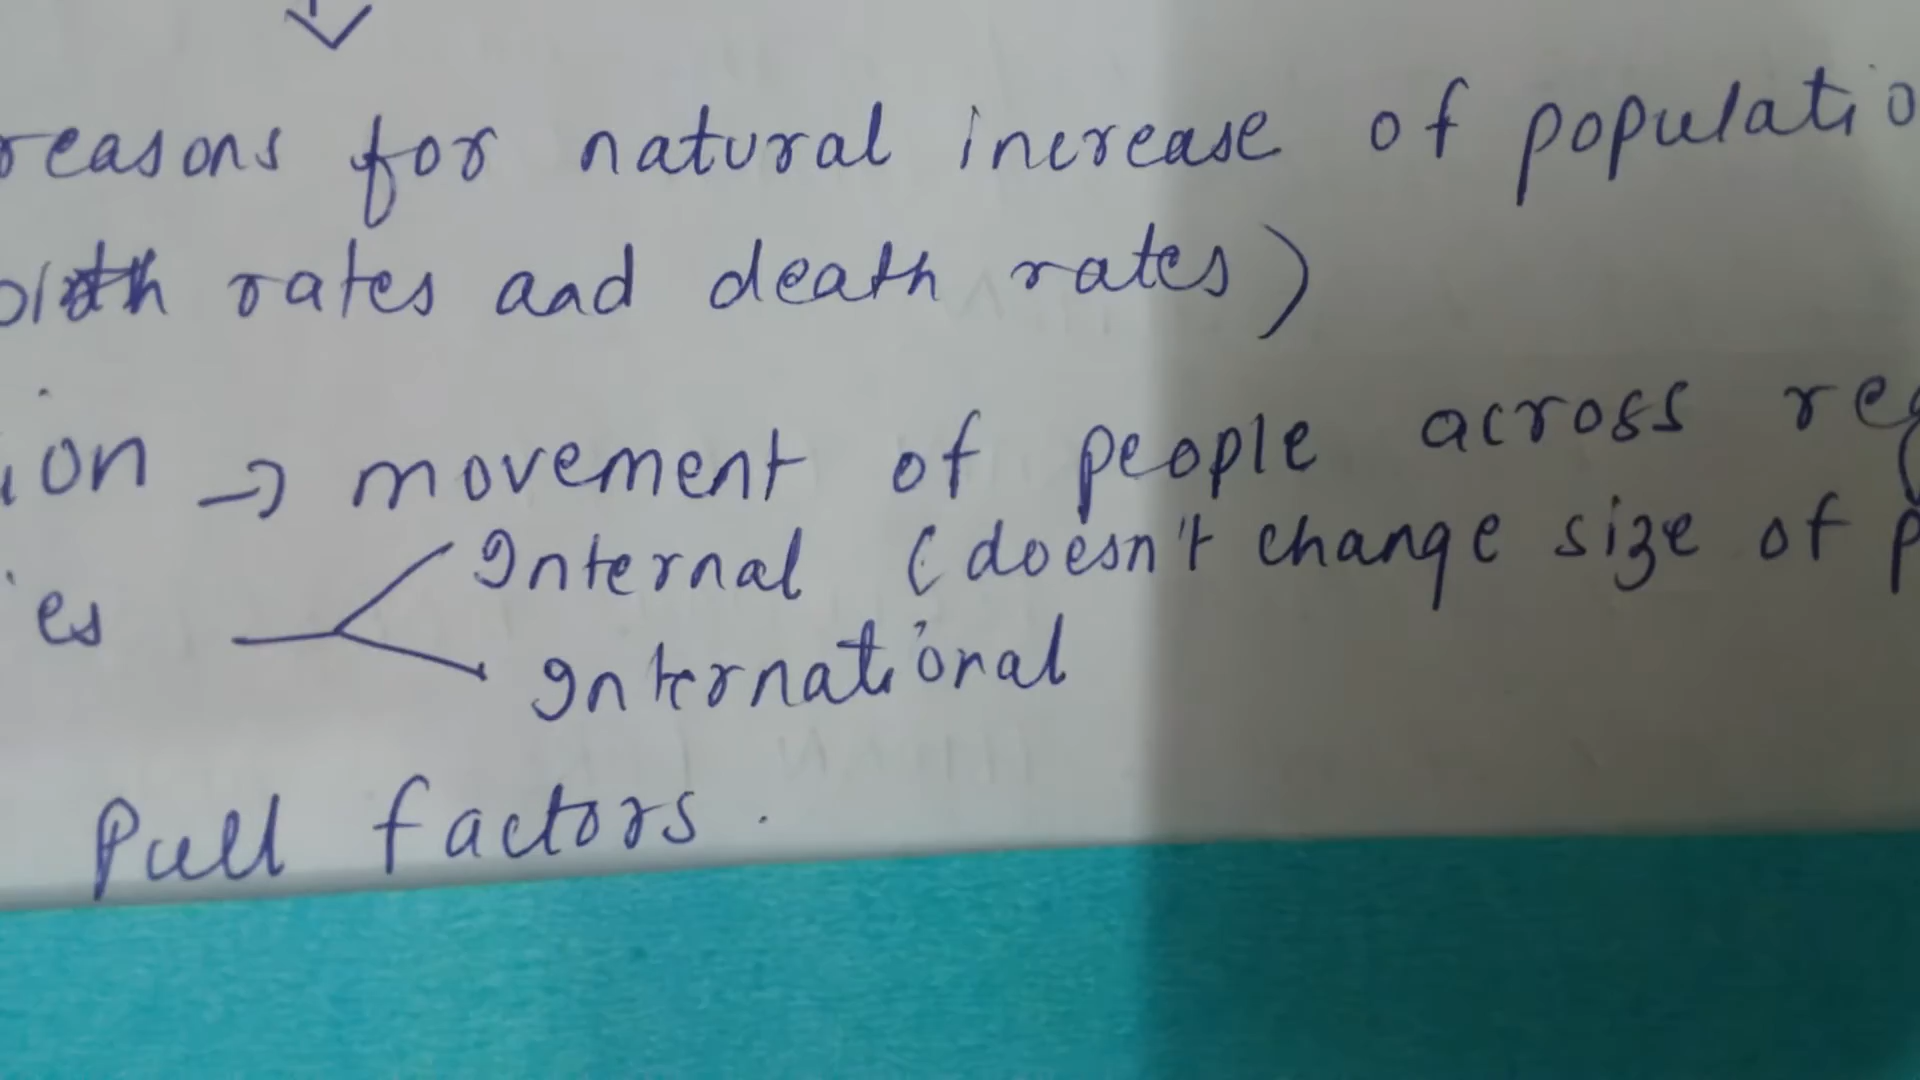 reasons for natural increase of populatio
birth rates and death rates)
ion → movement of people across reg
Internal (doesn't change size of p
es
International
Pull factors.